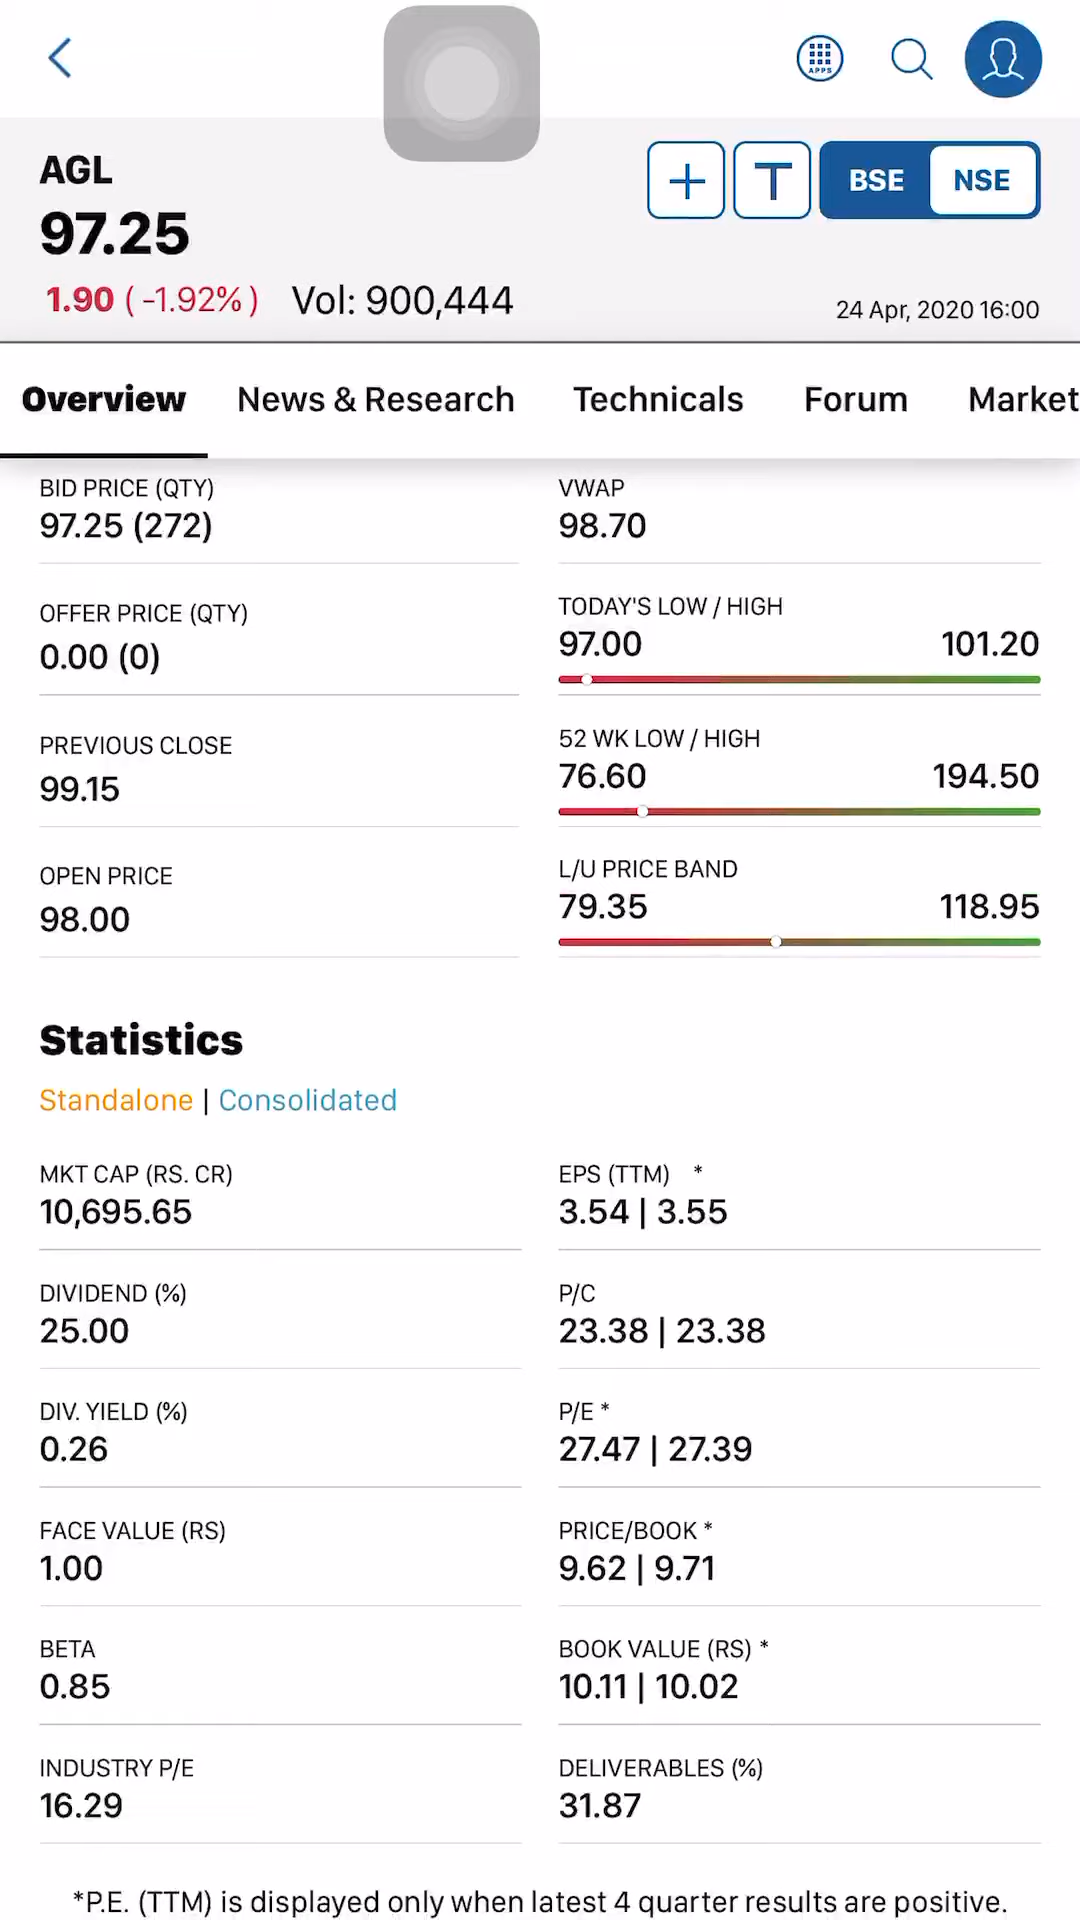 APPS
AGL
97.25
1.90 ( -1.92% ) Vol: 900,444
BSE NSE
24 Apr, 2020 16:00
Overview News & Research Technicals Forum Market
BID PRICE (QTY)
97.25 (272)
VWAP
98.70
OFFER PRICE (QTY)
0.00 (0)
TODAY'S LOW / HIGH
97.00 101.20
PREVIOUS CLOSE
99.15
52 WK LOW / HIGH
76.60 194.50
OPEN PRICE
98.00
L/U PRICE BAND
79.35 118.95
Statistics
Standalone | Consolidated
MKT CAP (RS. CR)
10,695.65
EPS (TTM) *
3.54 | 3.55
DIVIDEND (%)
25.00
P/C
23.38 | 23.38
DIV. YIELD (%)
0.26
P/E *
27.47 | 27.39
FACE VALUE (RS)
1.00
PRICE/BOOK *
9.62 | 9.71
BETA
0.85
BOOK VALUE (RS) *
10.11 | 10.02
INDUSTRY P/E
16.29
DELIVERABLES (%)
31.87
*P.E. (TTM) is displayed only when latest 4 quarter results are positive.